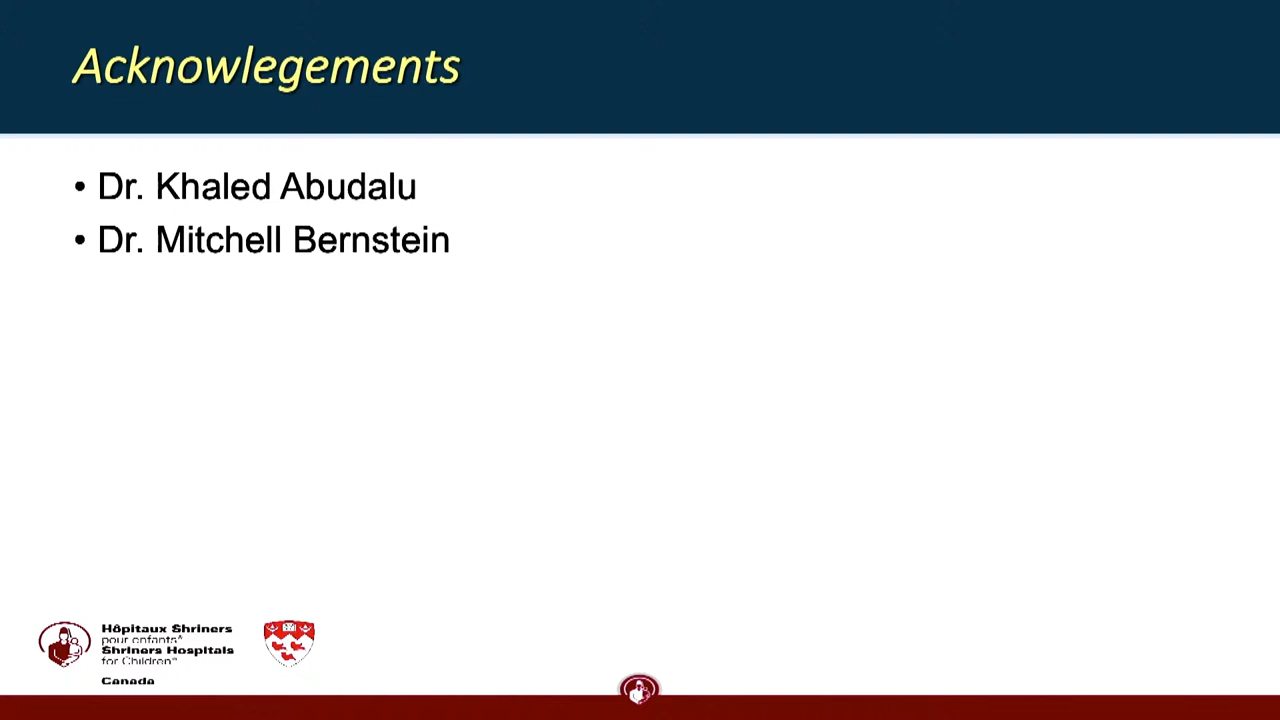 Acknowlegements
• Dr. Khaled Abudalu
• Dr. Mitchell Bernstein
Hôpitaux Shriners
pour enfants®
Shriners Hospitals
for Children®
Canada